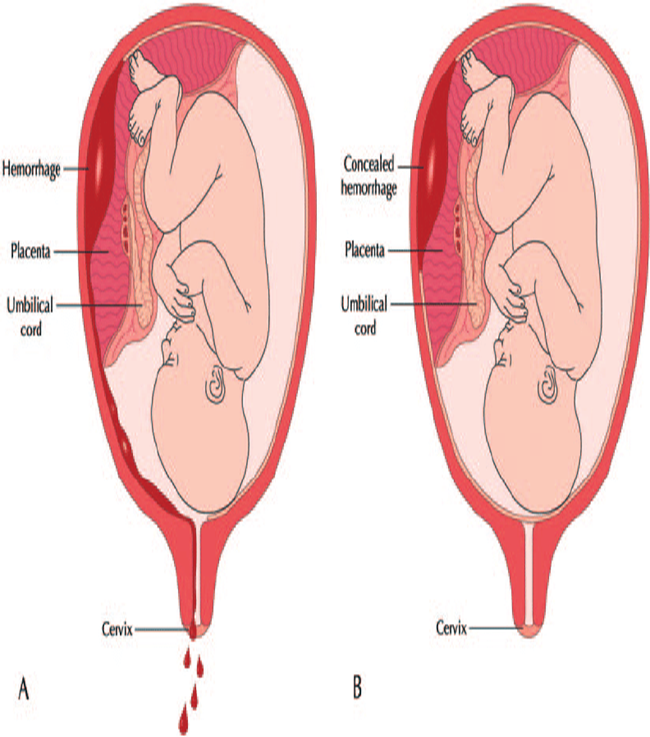 Hemorrhage
Placenta
Umbilical
cord
Cervix
A
Concealed
hemorrhage
Placenta
Umbilical
cord
Cervix
B